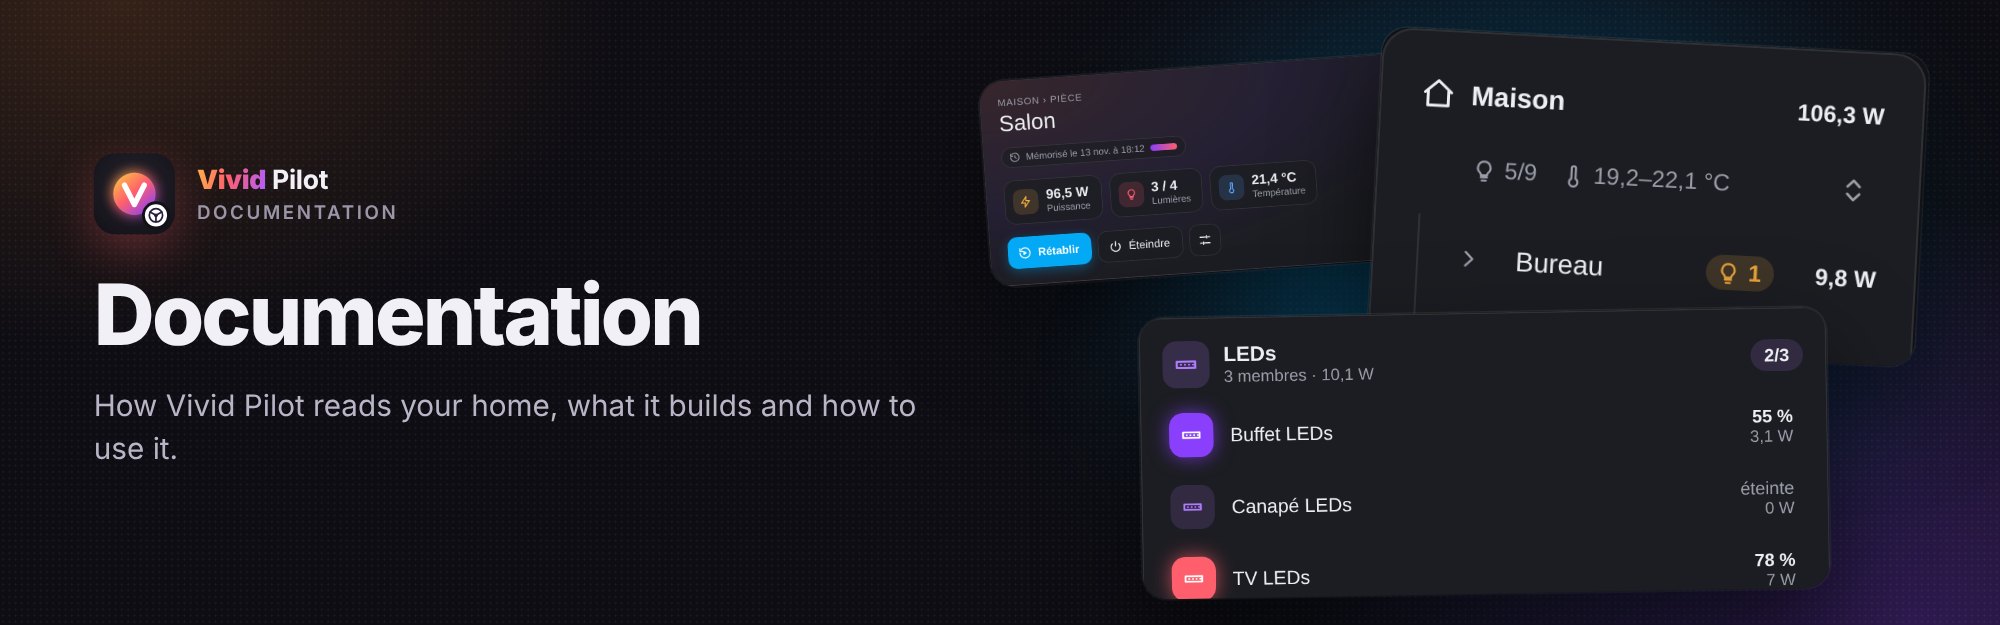 Vivid Pilot
DOCUMENTATION
Documentation
How Vivid Pilot reads your home, what it builds and how to
use it.
MAISON › PIÈCE
Salon
Mémorisé le 13 nov. à 18:12
96,5 W
Puissance
3 / 4
Lumières
21,4 °C
Température
Rétablir
Éteindre
Maison
106,3 W
5/9
19,2–22,1 °C
Bureau
1
9,8 W
LEDs
3 membres · 10,1 W
2/3
Buffet LEDs
55 %
3,1 W
Canapé LEDs
éteinte
0 W
TV LEDs
78 %
7 W